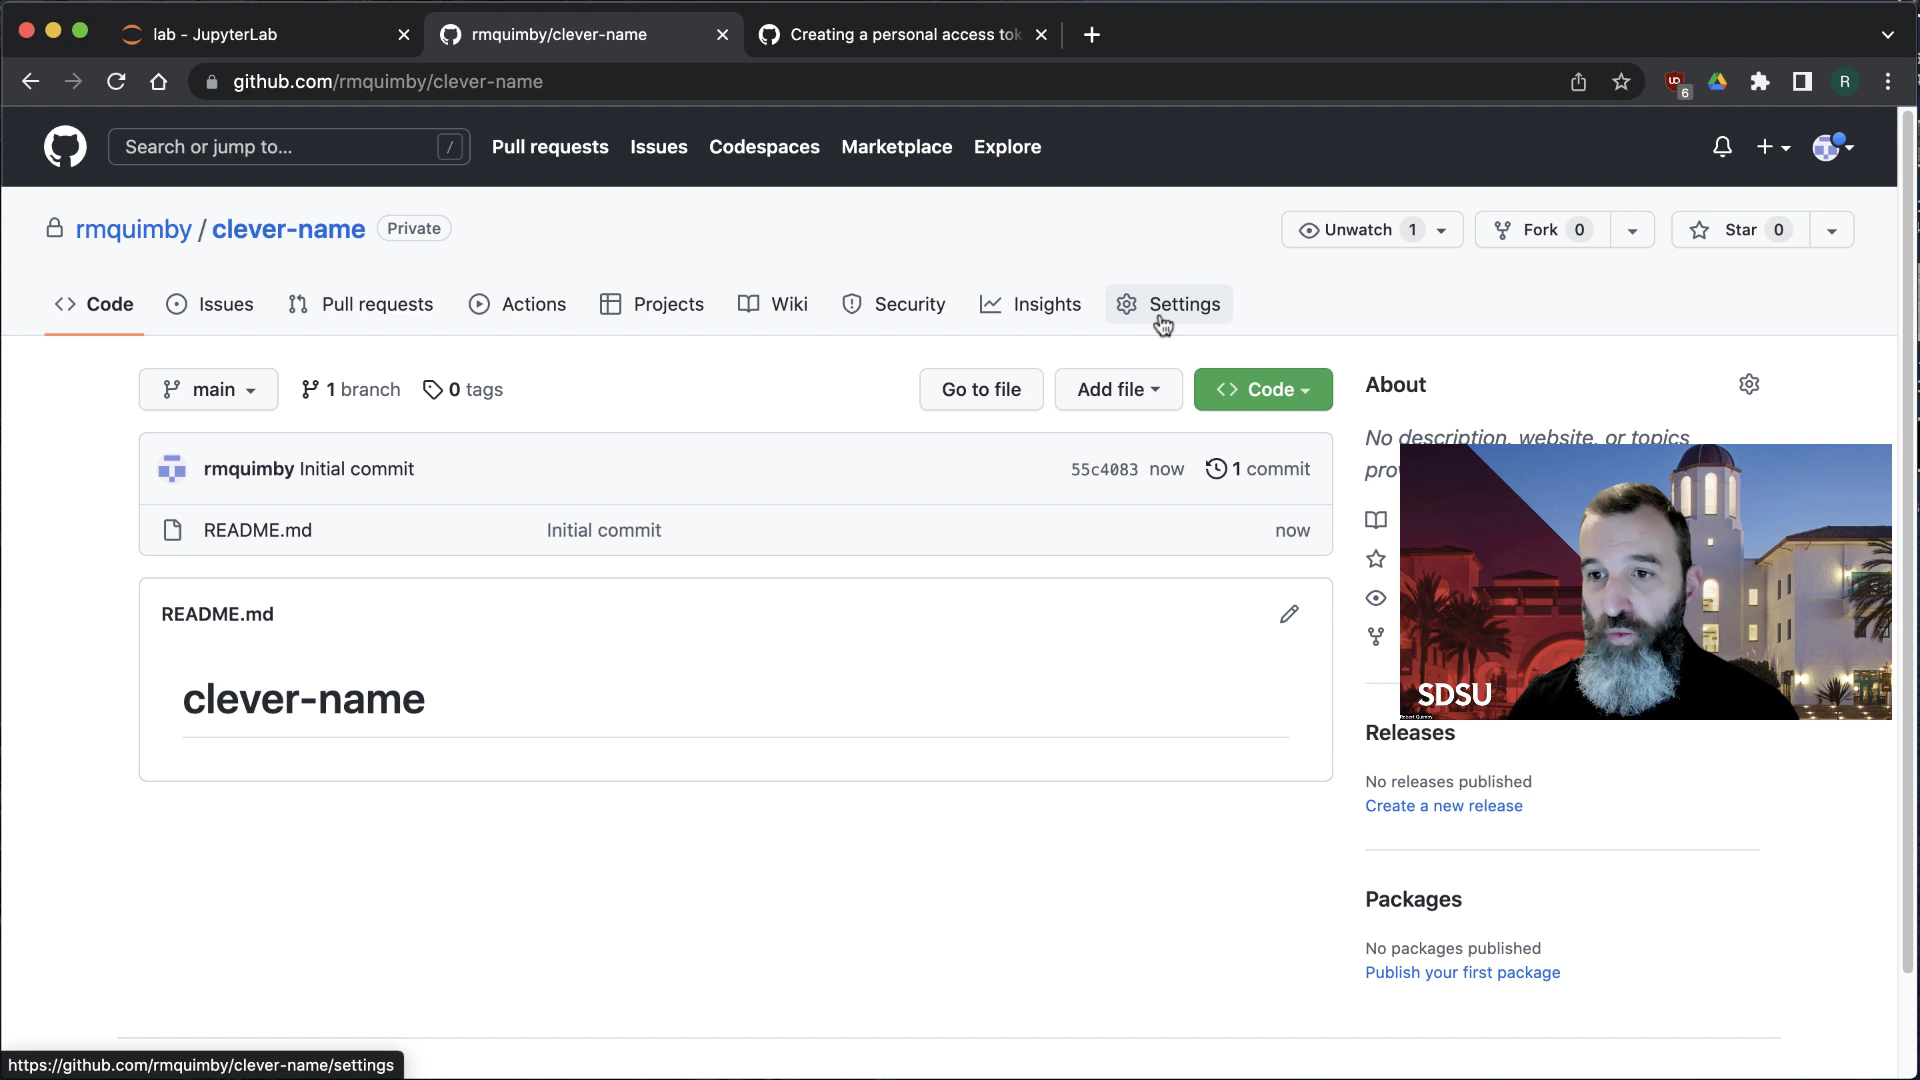 lab - JupyterLab
rmquimby/clever-name
Creating a personal access tok
github.com/rmquimby/clever-name
6
R
Search or jump to...
/
Pull requests
Issues
Codespaces
Marketplace
Explore
rmquimby / clever-name
Private
Unwatch 1
Fork 0
Star 0
Code
Issues
Pull requests
Actions
Projects
Wiki
Security
Insights
Settings
main
1 branch
0 tags
Go to file
Add file
Code
About
No description, website, or topics
prov
rmquimby Initial commit
55c4083 now
1 commit
README.md
Initial commit
now
README.md
clever-name
SDSU
Robert Quimby
Releases
No releases published
Create a new release
Packages
No packages published
Publish your first package
https://github.com/rmquimby/clever-name/settings